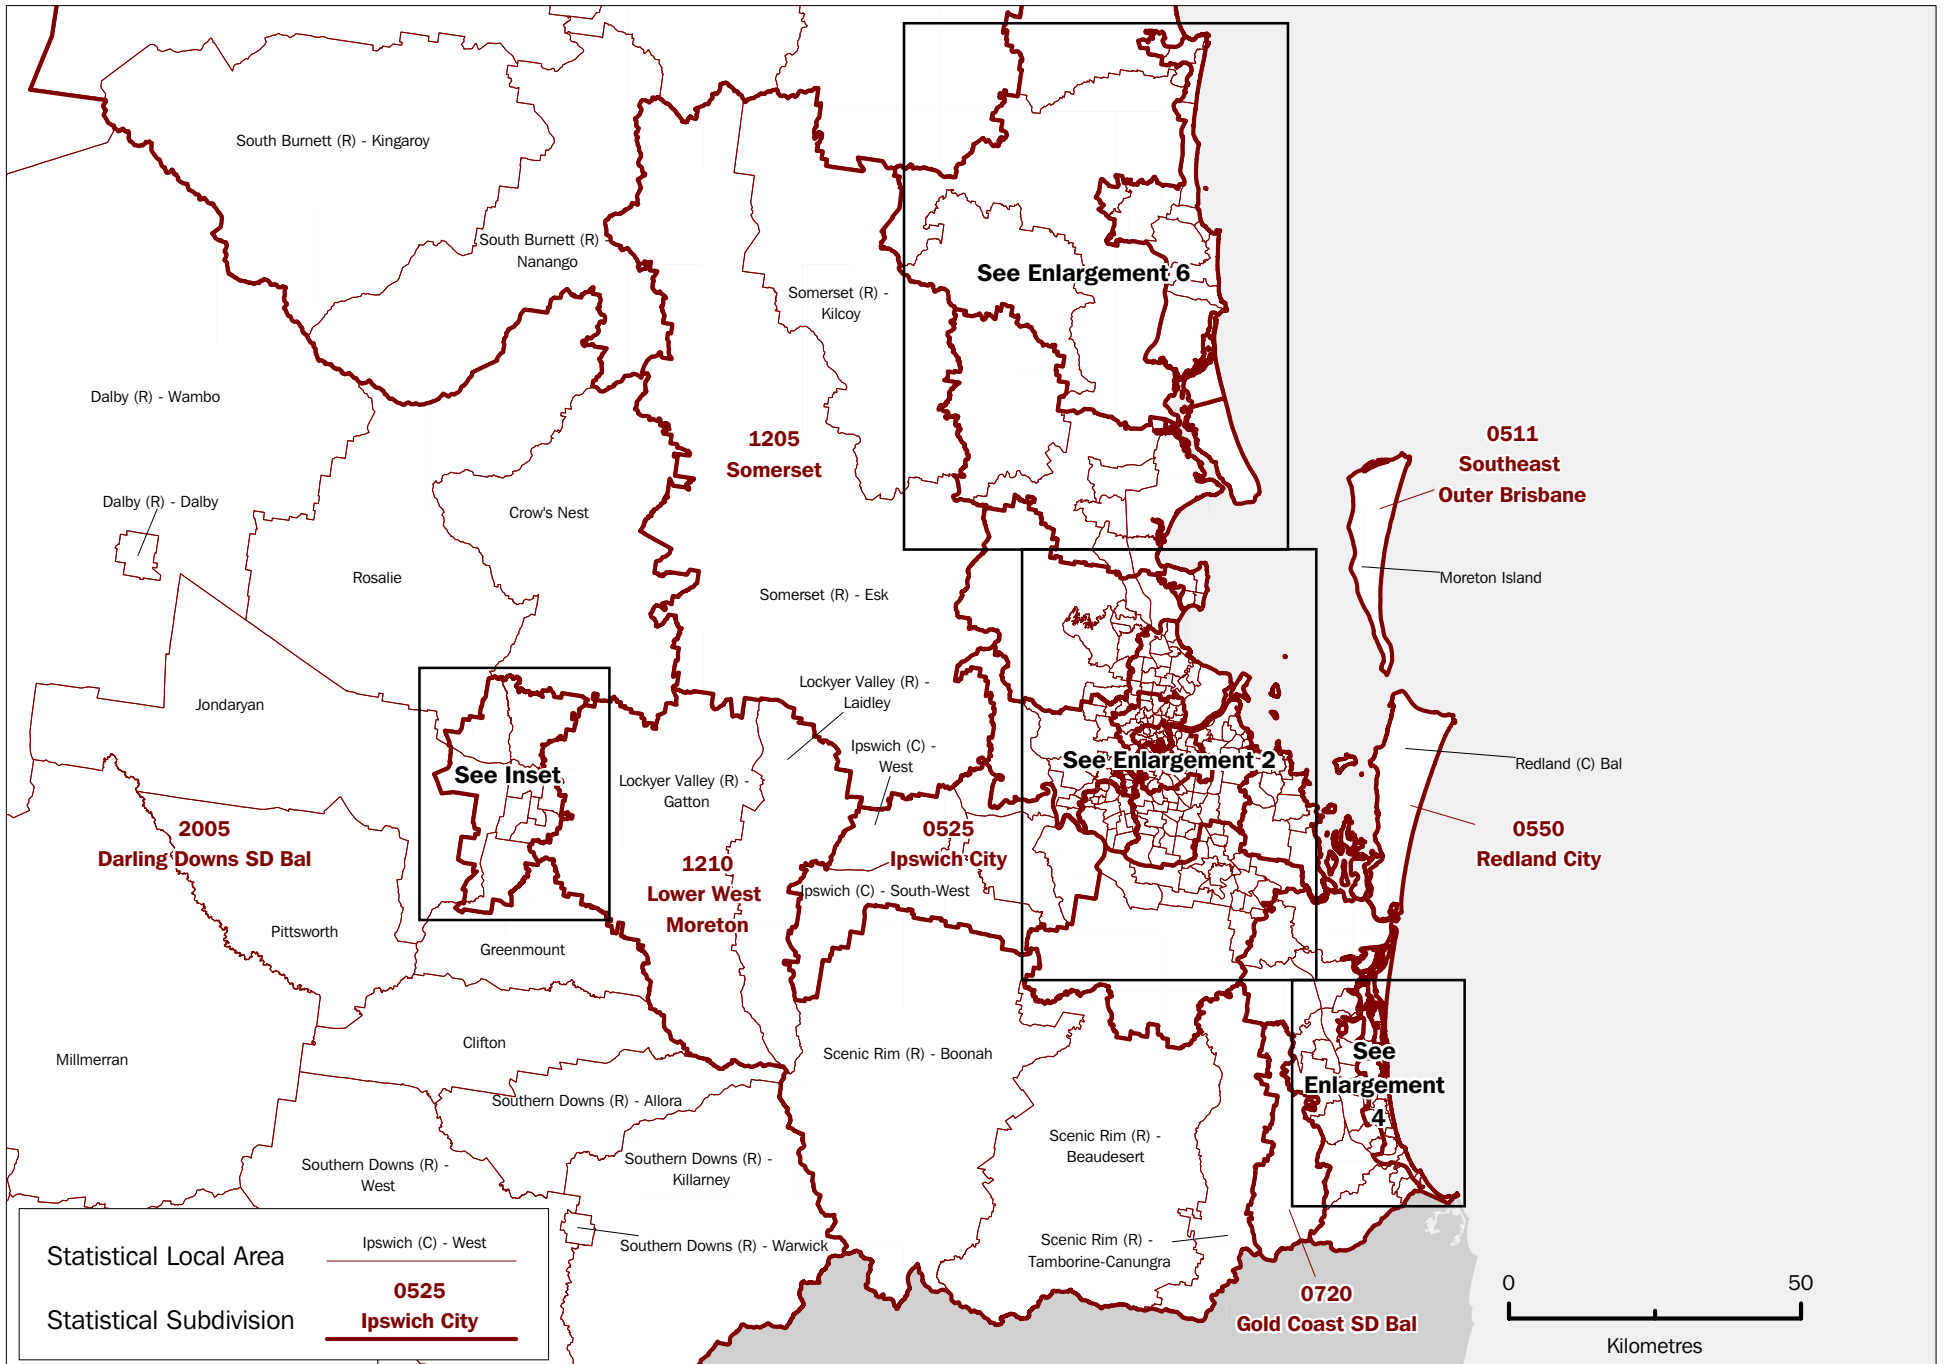 South Burnett (R) - Kingaroy
South Burnett (R) -
Nanango
See Enlargement 6
Somerset (R) -
Kilcoy
Dalby (R) - Wambo
1205
Somerset
0511
Southeast
Outer Brisbane
Dalby (R) - Dalby
Crow's Nest
Rosalie
Moreton Island
Somerset (R) - Esk
Lockyer Valley (R) -
Laidley
Jondaryan
Ipswich (C) -
West
See Enlargement 2
Redland (C) Bal
See Inset
Lockyer Valley (R) -
Gatton
2005
Darling Downs SD Bal
0525
Ipswich City
0550
Redland City
1210
Lower West
Moreton
Ipswich (C) - South-West
Pittsworth
Greenmount
Clifton
Millmerran
Scenic Rim (R) - Boonah
See
Enlargement
4
Southern Downs (R) - Allora
Scenic Rim (R) -
Beaudesert
Southern Downs (R) -
West
Southern Downs (R) -
Killarney
Southern Downs (R) - Warwick
Scenic Rim (R) -
Tamborine-Canungra
0720
Gold Coast SD Bal
Statistical Local Area
Ipswich (C) - West
Statistical Subdivision
0525
Ipswich City
0 50
Kilometres